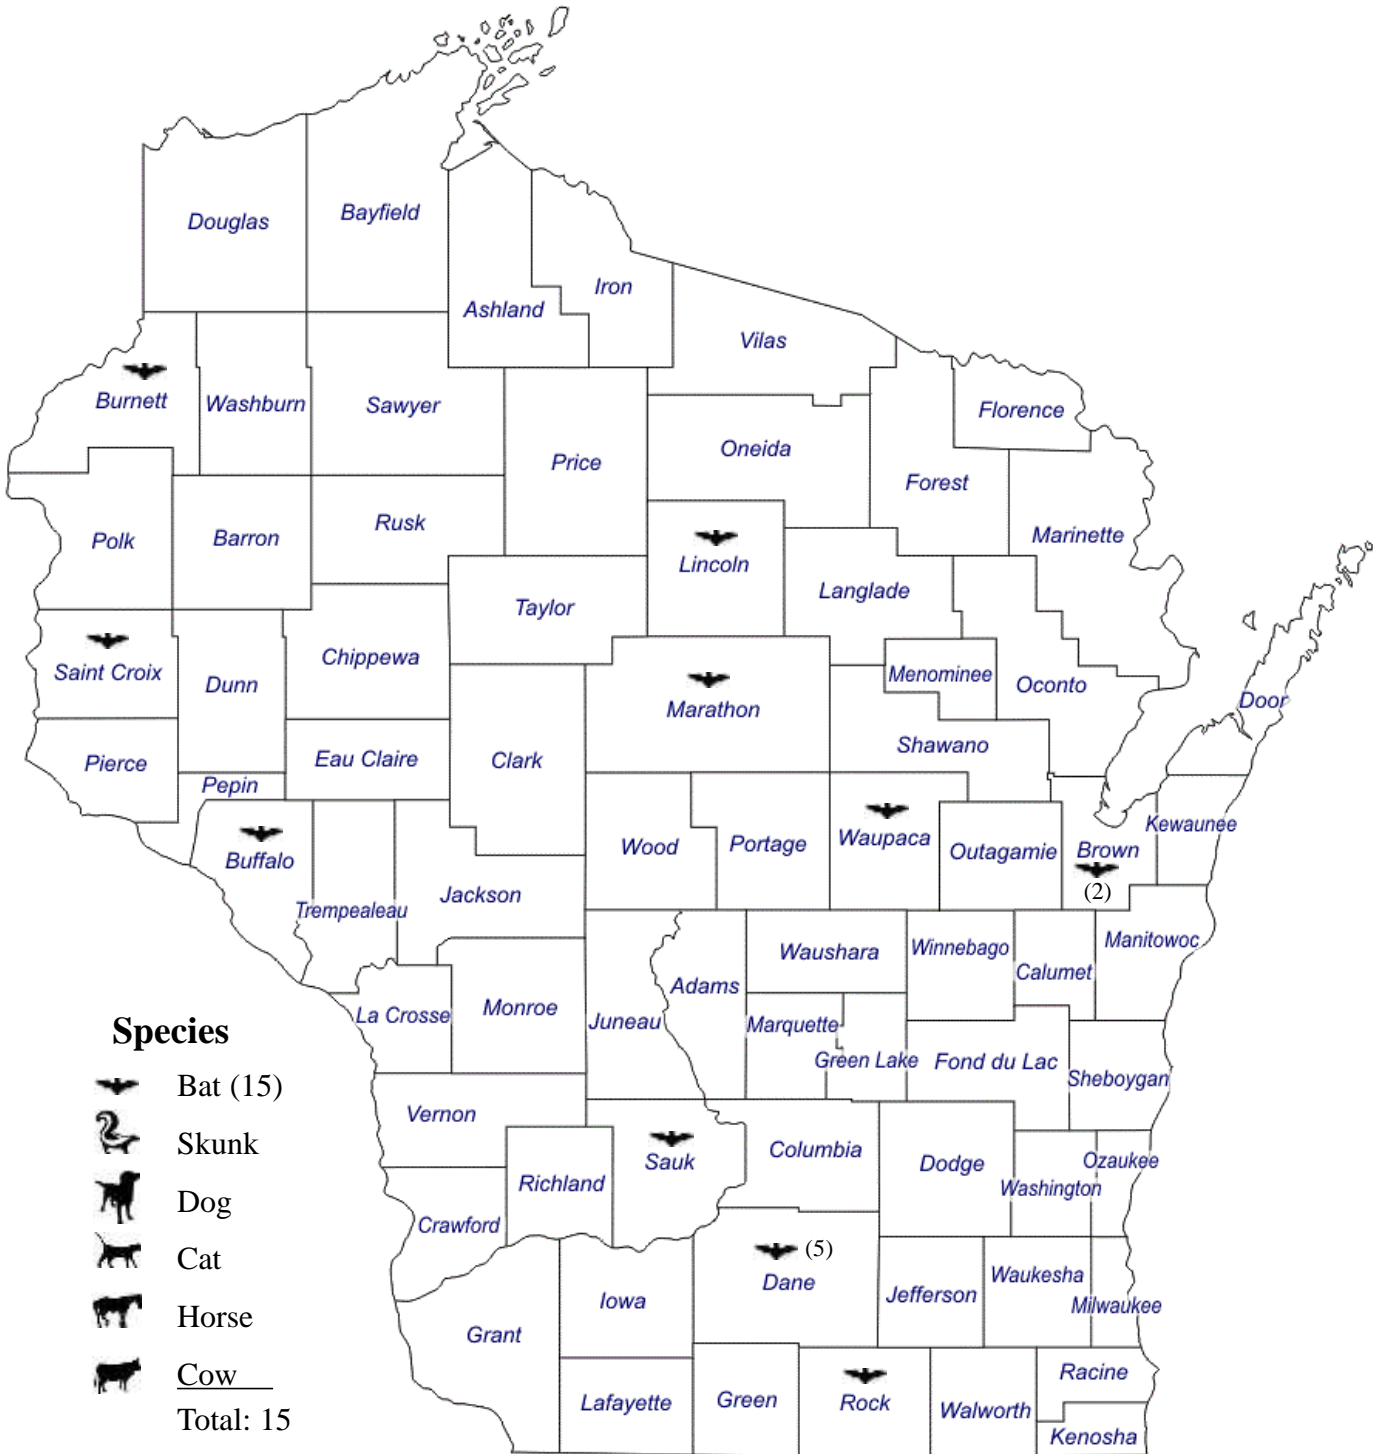 Douglas
Bayfield
Ashland
Iron
Vilas
Burnett
Washburn
Sawyer
Price
Oneida
Florence
Forest
Marinette
Polk
Barron
Rusk
Lincoln
Langlade
Taylor
Saint Croix
Dunn
Chippewa
Marathon
Menominee
Oconto
Door
Pierce
Pepin
Eau Claire
Clark
Shawano
Buffalo
Trempealeau
Jackson
Wood
Portage
Waupaca
Outagamie
Brown
(2)
Kewaunee
La Crosse
Monroe
Juneau
Adams
Waushara
Winnebago
Calumet
Manitowoc
Marquette
Green Lake
Fond du Lac
Sheboygan
Vernon
Richland
Sauk
Columbia
Dodge
Washington
Ozaukee
Crawford
Grant
Iowa
Dane
(5)
Jefferson
Waukesha
Milwaukee
Lafayette
Green
Rock
Walworth
Racine
Kenosha
Species
Bat (15)
Skunk
Dog
Cat
Horse
Cow
Total: 15